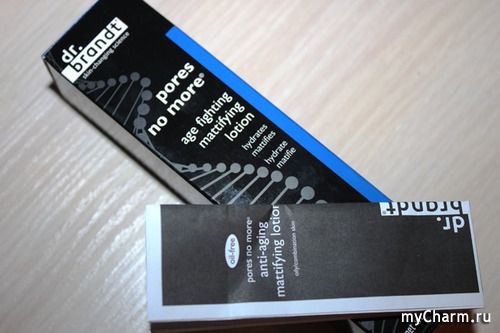 dr.
brandt
skin-changing science
pores
no more®
age fighting
mattifying
lotion
hydrates
mattifies
hydrate
matifie
dr.
brandt
oil-free
pores no more®
anti-aging
mattifying lotion
oily/combination skin
myCharm.ru